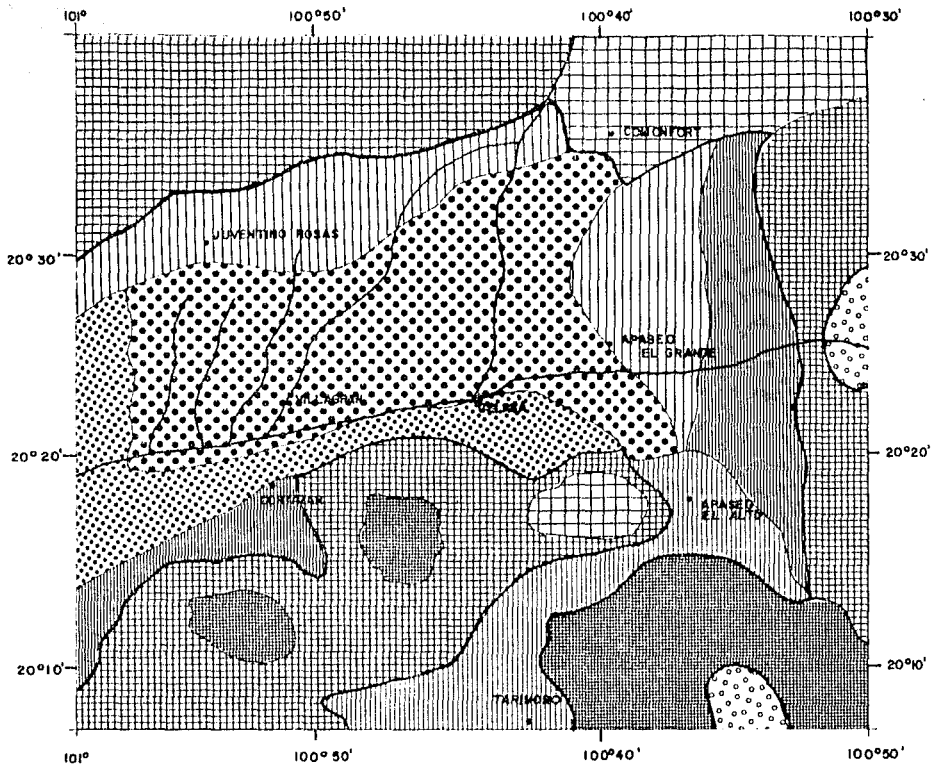 101°
100°50'
100°40'
100°30'
COMONFORT
JUVENTINO ROSAS
20°30'
20°30'
APASEO
EL GRANDE
VILLAGRAN
20°20'
20°20'
CORTAZAR
APASEO
EL ALTO
20°10'
20°10'
TARIMORO
101°
100°50'
100°40'
100°50'